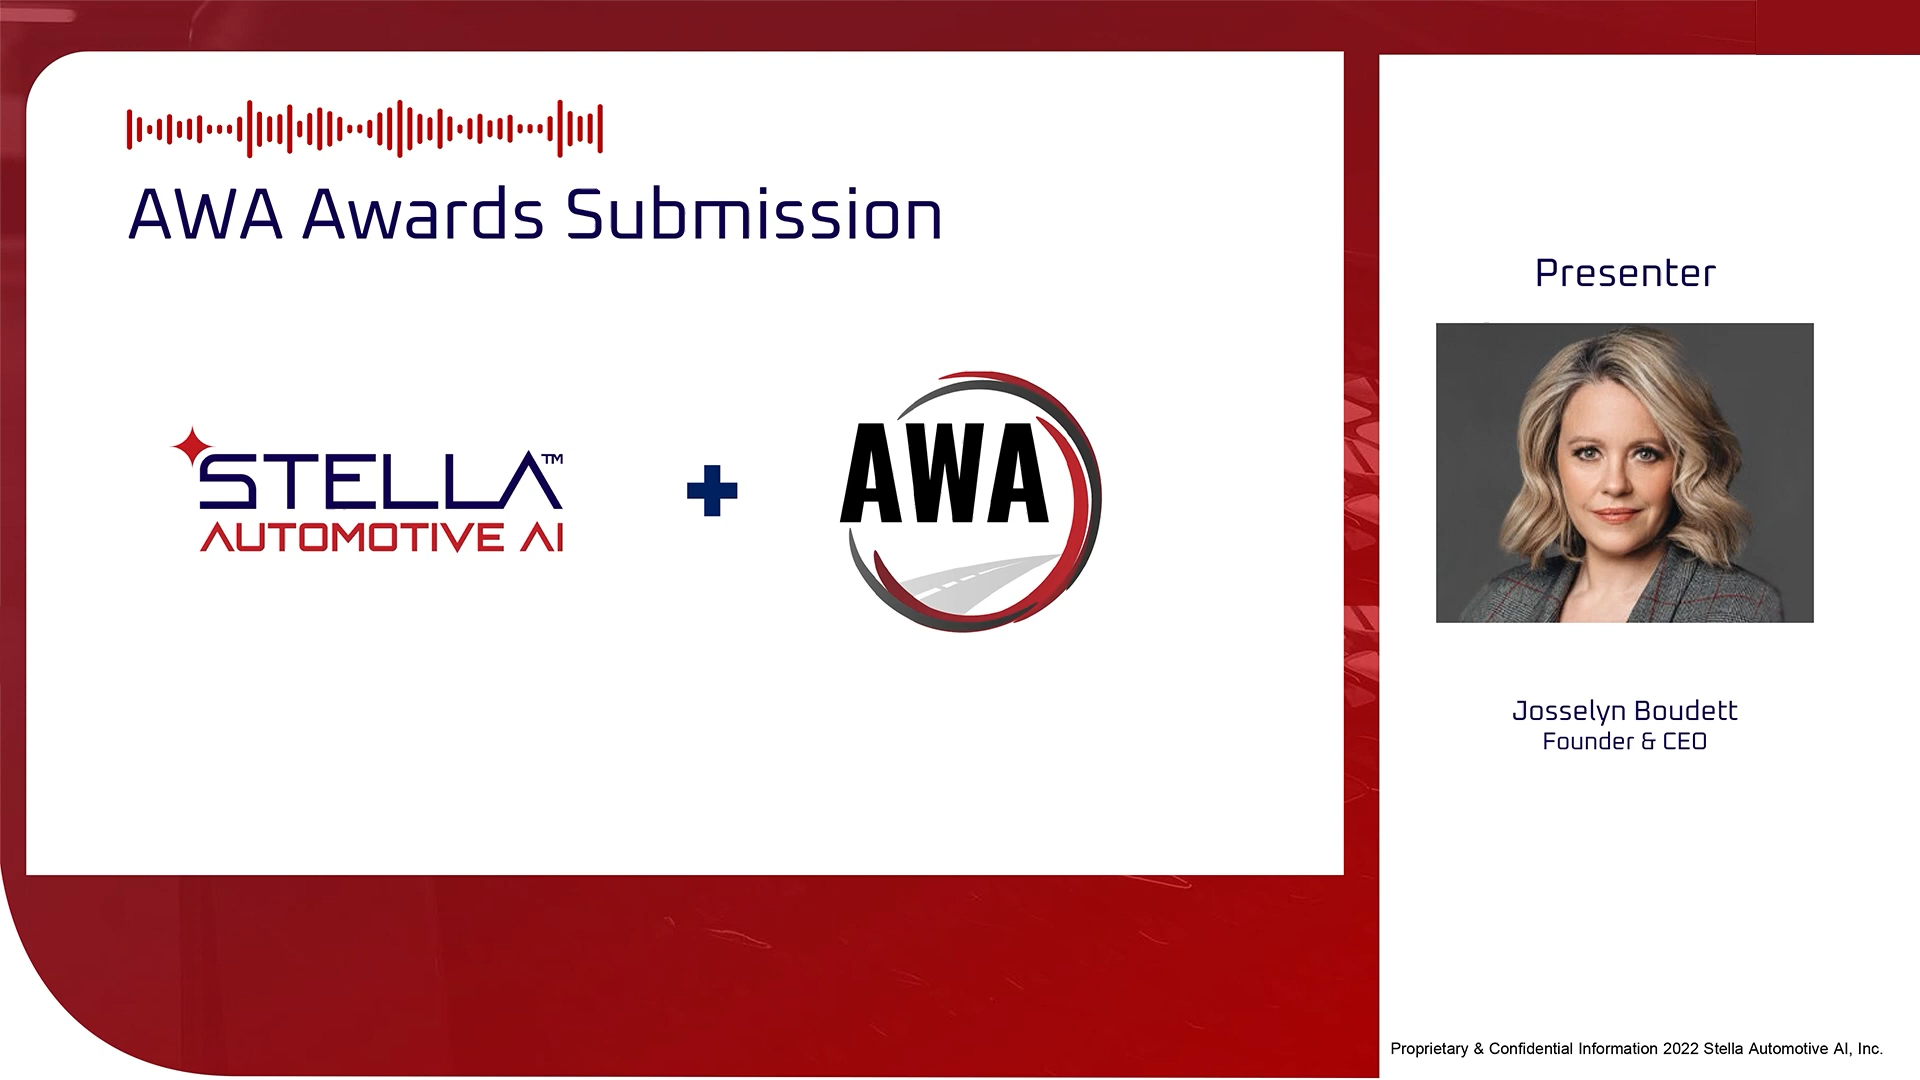 AWA Awards Submission
STELLA™
AUTOMOTIVE AI
AWA
Presenter
Josselyn Boudett
Founder & CEO
Proprietary & Confidential Information 2022 Stella Automotive AI, Inc.